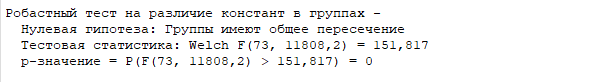 Робастный тест на различие констант в группах -
Нулевая гипотеза: Группы имеют общее пересечение
Тестовая статистика: Welch F(73, 11808,2) = 151,817
р-значение = P(F(73, 11808,2) > 151,817) = 0